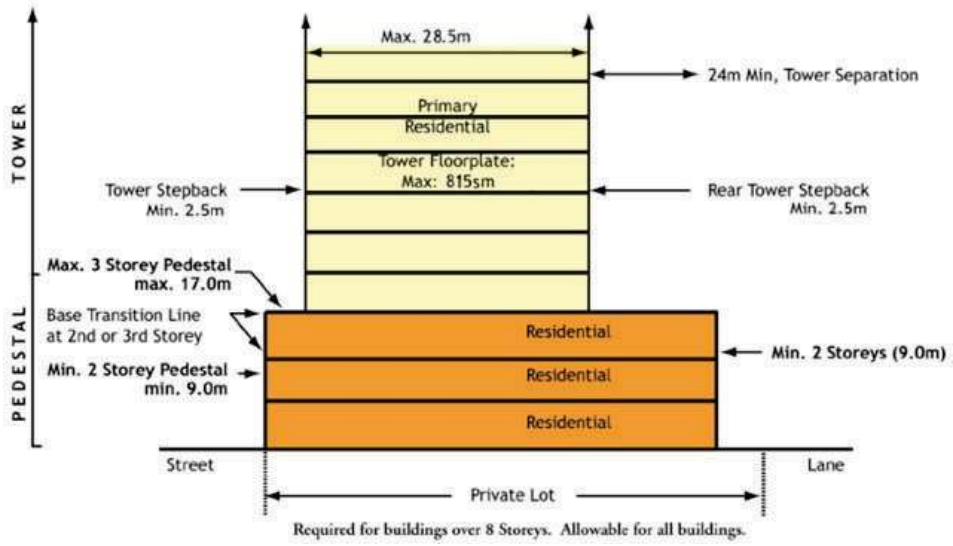 Max. 28.5m
24m Min, Tower Separation
TOWER
Primary
Residential
Tower Floorplate:
Max: 815sm
Tower Stepback
Min. 2.5m
Rear Tower Stepback
Min. 2.5m
Max. 3 Storey Pedestal
max. 17.0m
PEDESTAL
Base Transition Line
at 2nd or 3rd Storey
Residential
Min. 2 Storeys (9.0m)
Min. 2 Storey Pedestal
min. 9.0m
Residential
Residential
Street
Lane
Private Lot
Required for buildings over 8 Storeys. Allowable for all buildings.